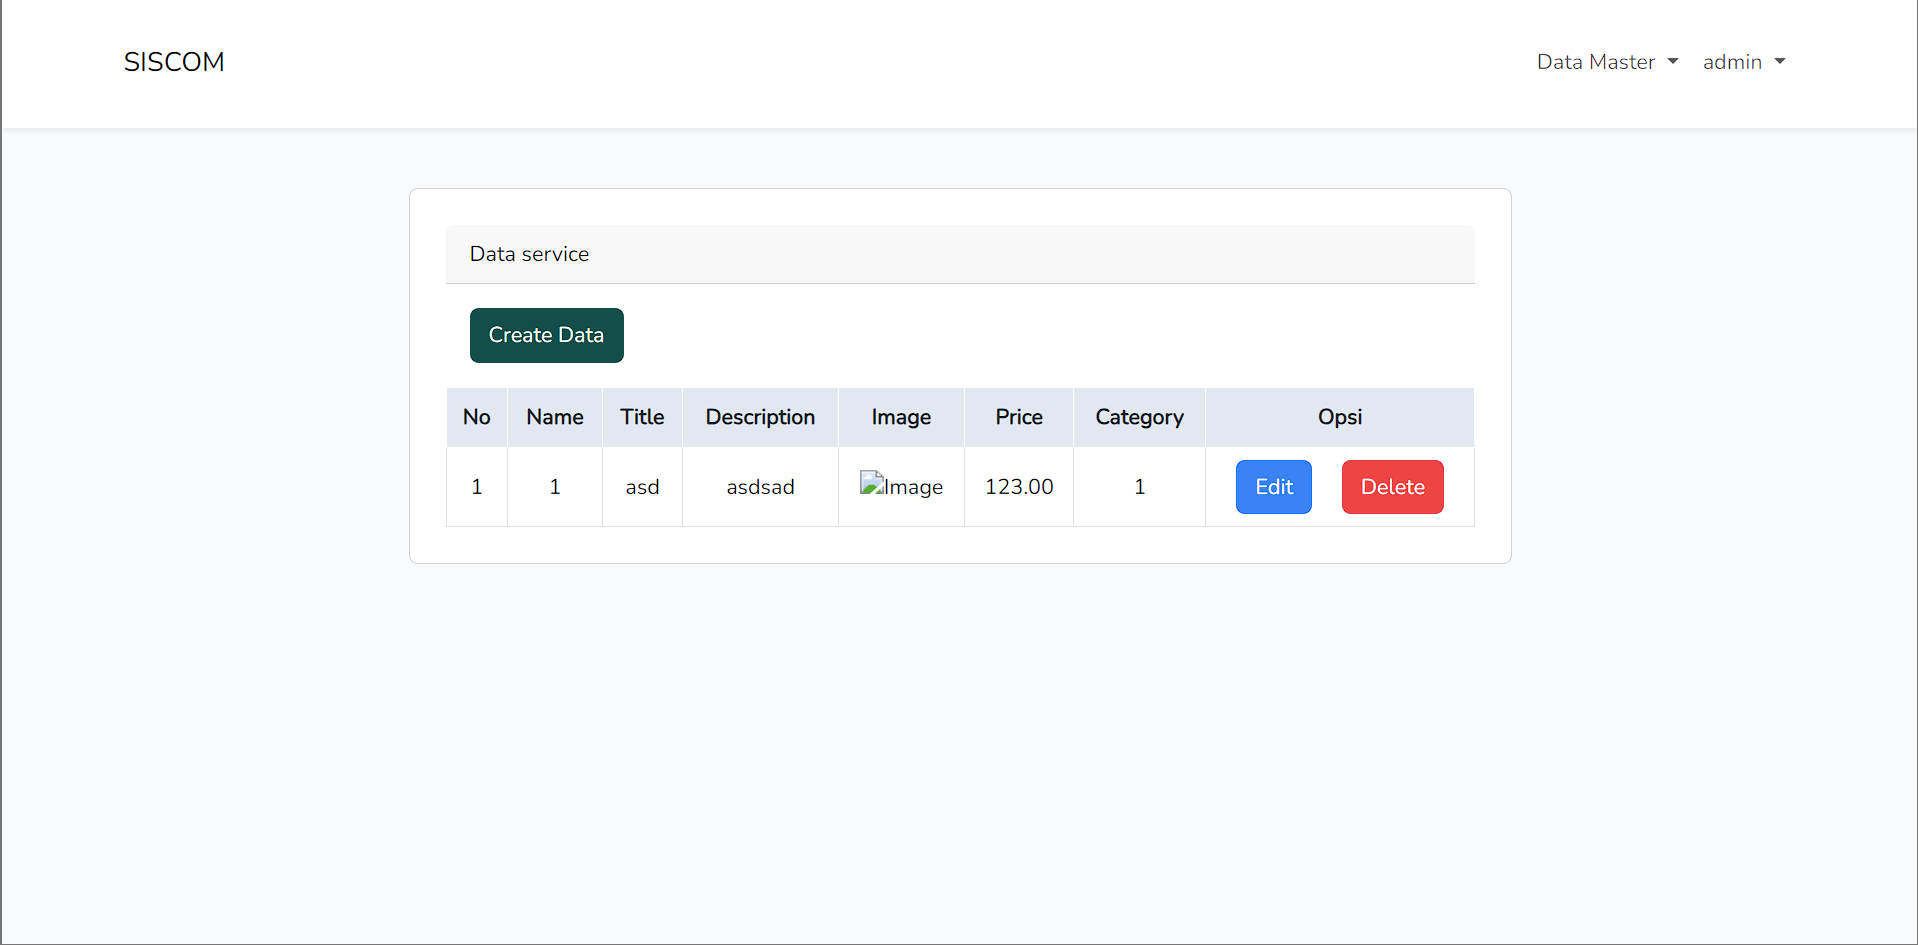 SISCOM Data Master admin
Data service
Create Data
No Name Title Description Image Price Category Opsi
1 1 asd asdsad Image 123.00 1 Edit Delete